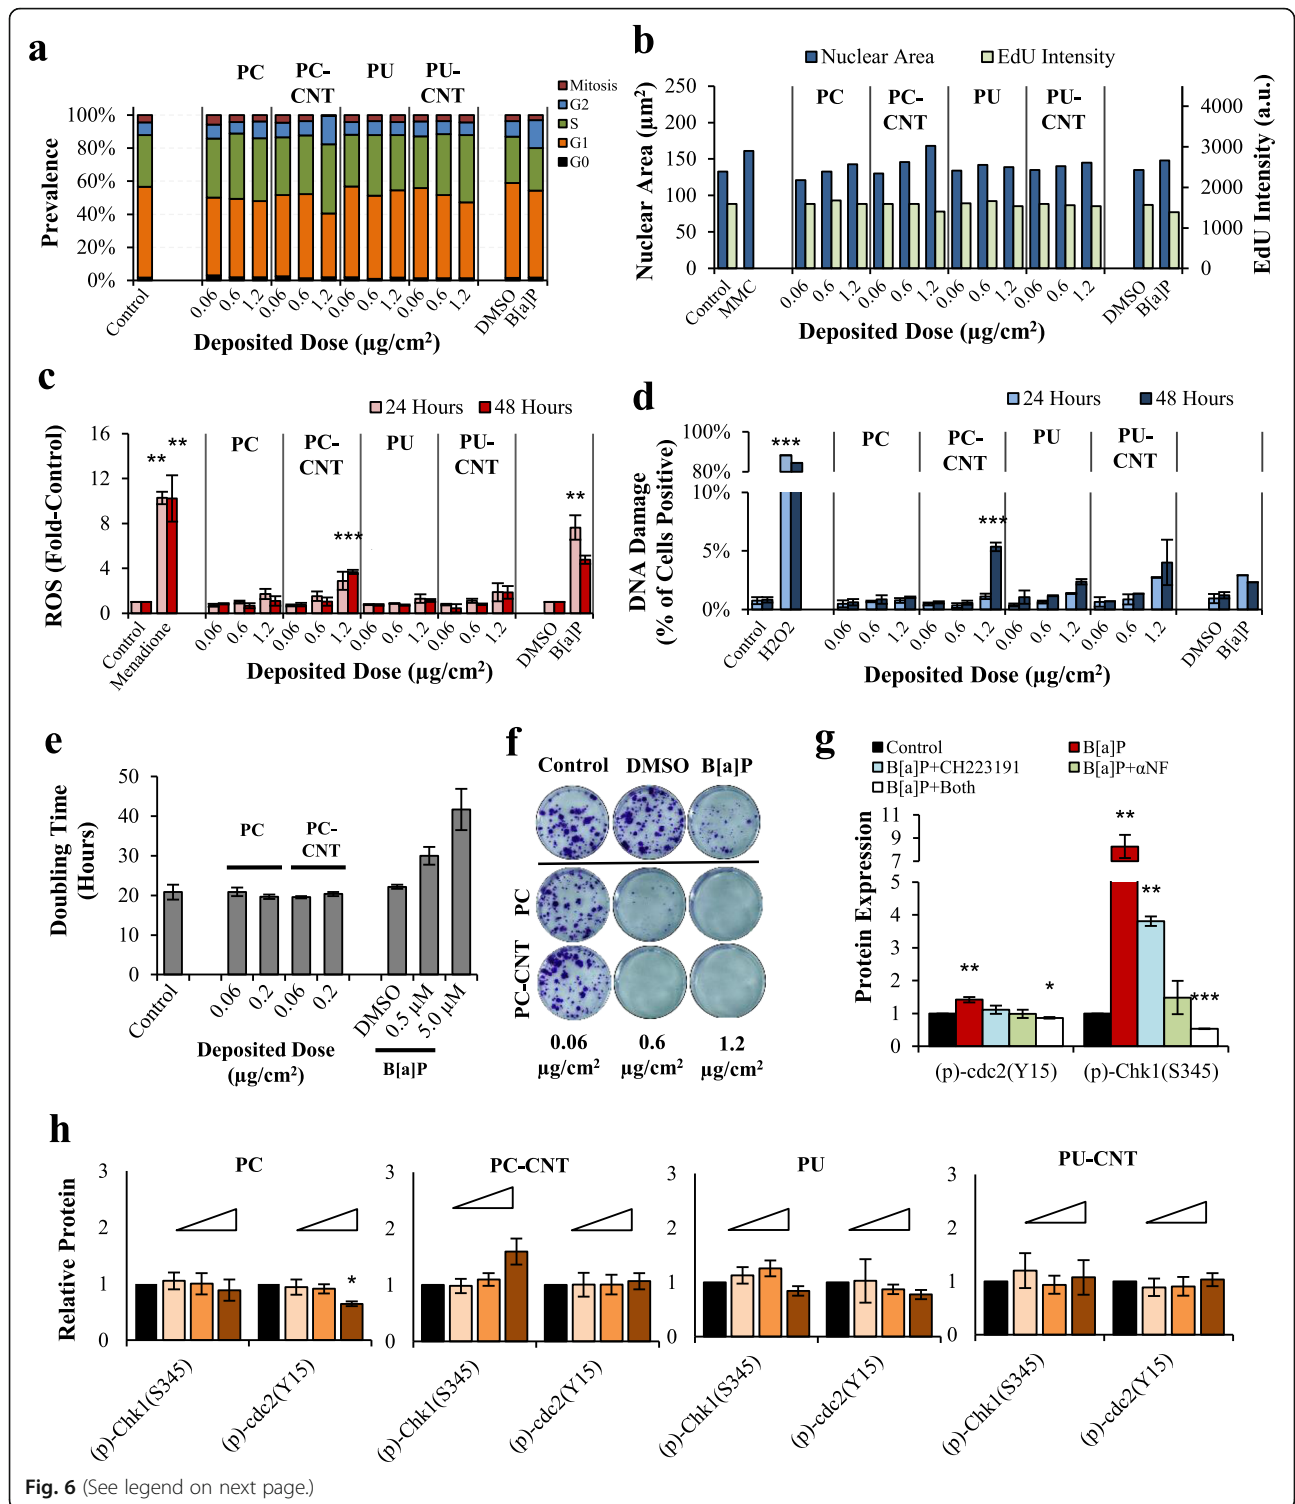 a
PC PC-CNT PU PU-CNT
Mitosis
G2
S
G1
G0
100%
80%
60%
40%
20%
0%
Prevalence
Control 0.06 0.6 1.2 0.06 0.6 1.2 0.06 0.6 1.2 0.06 0.6 1.2 DMSO B[a]P
Deposited Dose (µg/cm²)
b
Nuclear Area EdU Intensity
PC PC-CNT PU PU-CNT
250
200
150
100
50
0
Nuclear Area (µm²)
4000
3000
2000
1000
0
EdU Intensity (a.u.)
Control MMC 0.06 0.6 1.2 0.06 0.6 1.2 0.06 0.6 1.2 0.06 0.6 1.2 DMSO B[a]P
Deposited Dose (µg/cm²)
c
24 Hours 48 Hours
PC PC-CNT PU PU-CNT
16
12
8
4
0
ROS (Fold-Control)
** ** *** **
Control Menadione 0.06 0.6 1.2 0.06 0.6 1.2 0.06 0.6 1.2 0.06 0.6 1.2 DMSO B[a]P
Deposited Dose (µg/cm²)
d
24 Hours 48 Hours
PC PC-CNT PU PU-CNT
100%
80%
10%
5%
0%
DNA Damage
(% of Cells Positive)
*** ***
Control H2O2 0.06 0.6 1.2 0.06 0.6 1.2 0.06 0.6 1.2 0.06 0.6 1.2 DMSO B[a]P
Deposited Dose (µg/cm²)
e
50
40
30
20
10
0
Doubling Time
(Hours)
PC PC-CNT
Control 0.06 0.2 0.06 0.2 DMSO 0.5 µM 5.0 µM
Deposited Dose
(µg/cm²)
B[a]P
f
Control DMSO B[a]P
PC
PC-CNT
0.06 0.6 1.2
µg/cm² µg/cm² µg/cm²
g
Control B[a]P
B[a]P+CH223191 B[a]P+αNF
B[a]P+Both
11
9
7
5
4
3
2
1
0
Protein Expression
** * ** ** ***
(p)-cdc2(Y15) (p)-Chk1(S345)
h
PC
3
2
1
0
Relative Protein
*
(p)-Chk1(S345) (p)-cdc2(Y15)
PC-CNT
3
2
1
0
(p)-Chk1(S345) (p)-cdc2(Y15)
PU
3
2
1
0
(p)-Chk1(S345) (p)-cdc2(Y15)
PU-CNT
3
2
1
0
(p)-Chk1(S345) (p)-cdc2(Y15)
Fig. 6 (See legend on next page.)